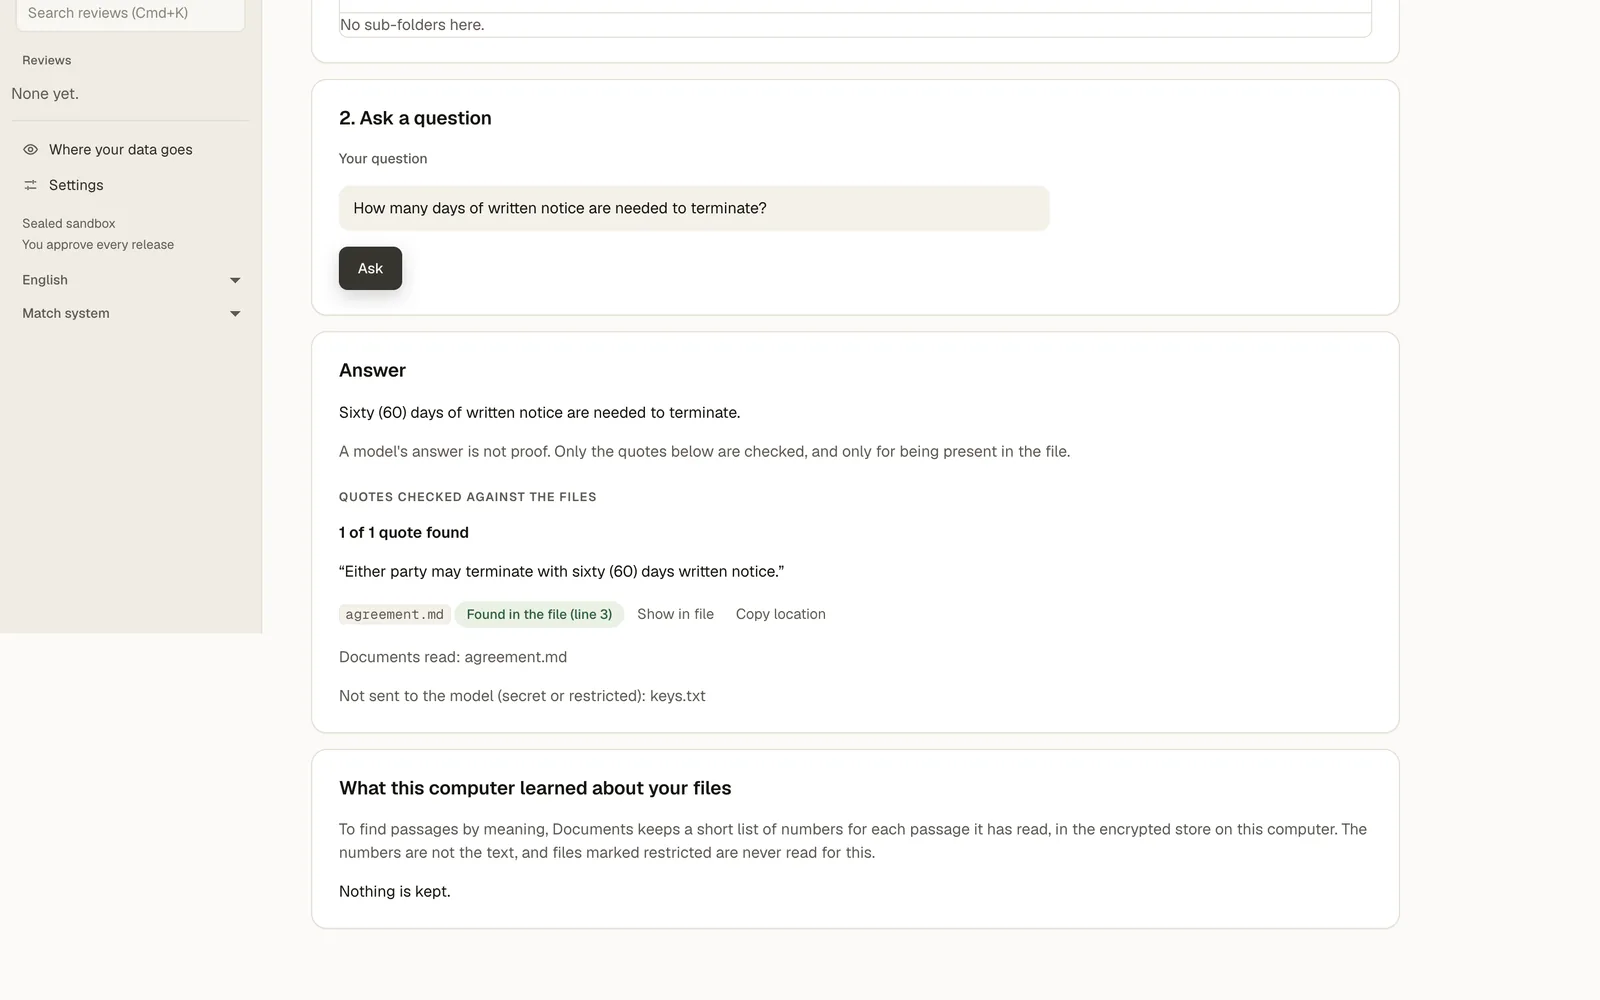 Search reviews (Cmd+K)
Reviews
None yet.
Where your data goes
Settings
Sealed sandbox
You approve every release
English
Match system
No sub-folders here.
2. Ask a question
Your question
How many days of written notice are needed to terminate?
Ask
Answer
Sixty (60) days of written notice are needed to terminate.
A model's answer is not proof. Only the quotes below are checked, and only for being present in the file.
QUOTES CHECKED AGAINST THE FILES
1 of 1 quote found
“Either party may terminate with sixty (60) days written notice.”
agreement.md Found in the file (line 3) Show in file Copy location
Documents read: agreement.md
Not sent to the model (secret or restricted): keys.txt
What this computer learned about your files
To find passages by meaning, Documents keeps a short list of numbers for each passage it has read, in the encrypted store on this computer. The
numbers are not the text, and files marked restricted are never read for this.
Nothing is kept.